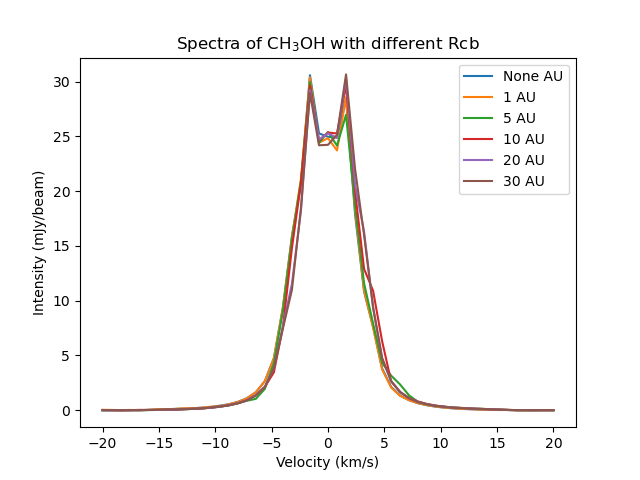 Spectra of CH₃OH with different Rcb
Intensity (mJy/beam)
30
25
20
15
10
5
0
−20 −15 −10 −5 0 5 10 15 20
Velocity (km/s)
None AU
1 AU
5 AU
10 AU
20 AU
30 AU